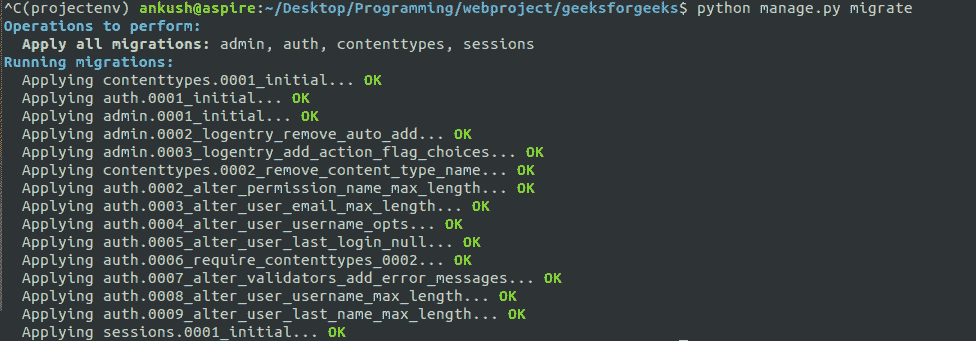 ^C(projectenv) ankush@aspire:~/Desktop/Programming/webproject/geeksforgeeks$ python manage.py migrate
Operations to perform:
  Apply all migrations: admin, auth, contenttypes, sessions
Running migrations:
  Applying contenttypes.0001_initial... OK
  Applying auth.0001_initial... OK
  Applying admin.0001_initial... OK
  Applying admin.0002_logentry_remove_auto_add... OK
  Applying admin.0003_logentry_add_action_flag_choices... OK
  Applying contenttypes.0002_remove_content_type_name... OK
  Applying auth.0002_alter_permission_name_max_length... OK
  Applying auth.0003_alter_user_email_max_length... OK
  Applying auth.0004_alter_user_username_opts... OK
  Applying auth.0005_alter_user_last_login_null... OK
  Applying auth.0006_require_contenttypes_0002... OK
  Applying auth.0007_alter_validators_add_error_messages... OK
  Applying auth.0008_alter_user_username_max_length... OK
  Applying auth.0009_alter_user_last_name_max_length... OK
  Applying sessions.0001_initial... OK